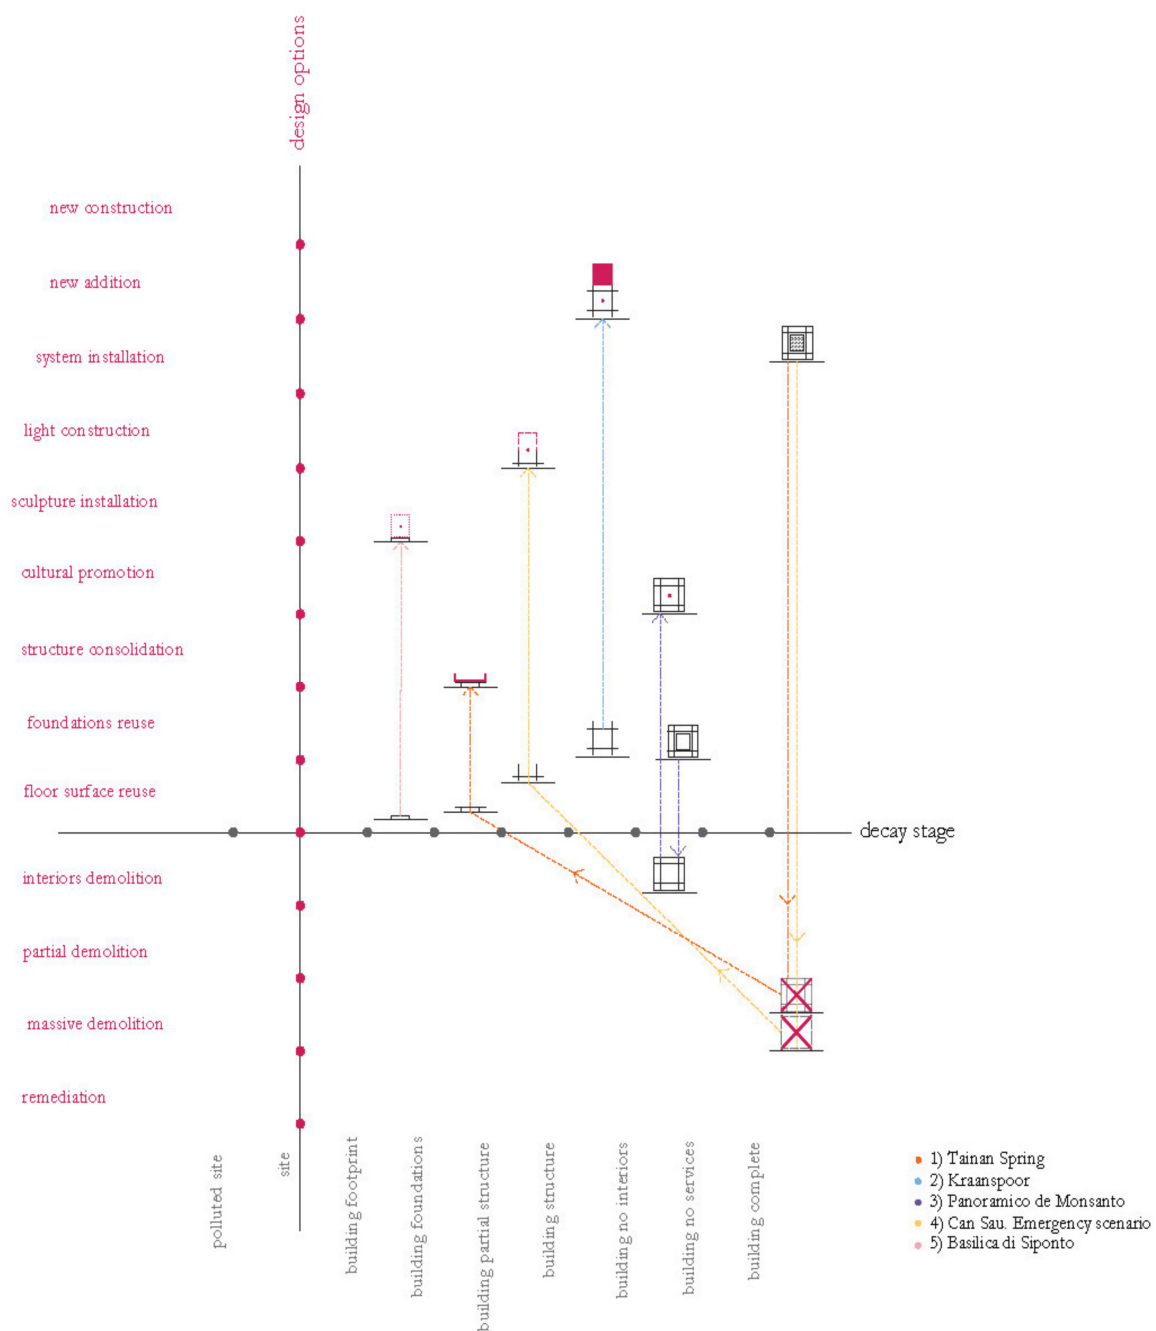 design options
new construction
new addition
system installation
light construction
sculpture installation
cultural promotion
structure consolidation
foundations reuse
floor surface reuse
decay stage
interiors demolition
partial demolition
massive demolition
remediation
polluted site
site
building footprint
building foundations
building partial structure
building structure
building no interiors
building no services
building complete
1) Tainan Spring
2) Kraanspoor
3) Panoramico de Monsanto
4) Can Sau. Emergency scenario
5) Basilica di Siponto